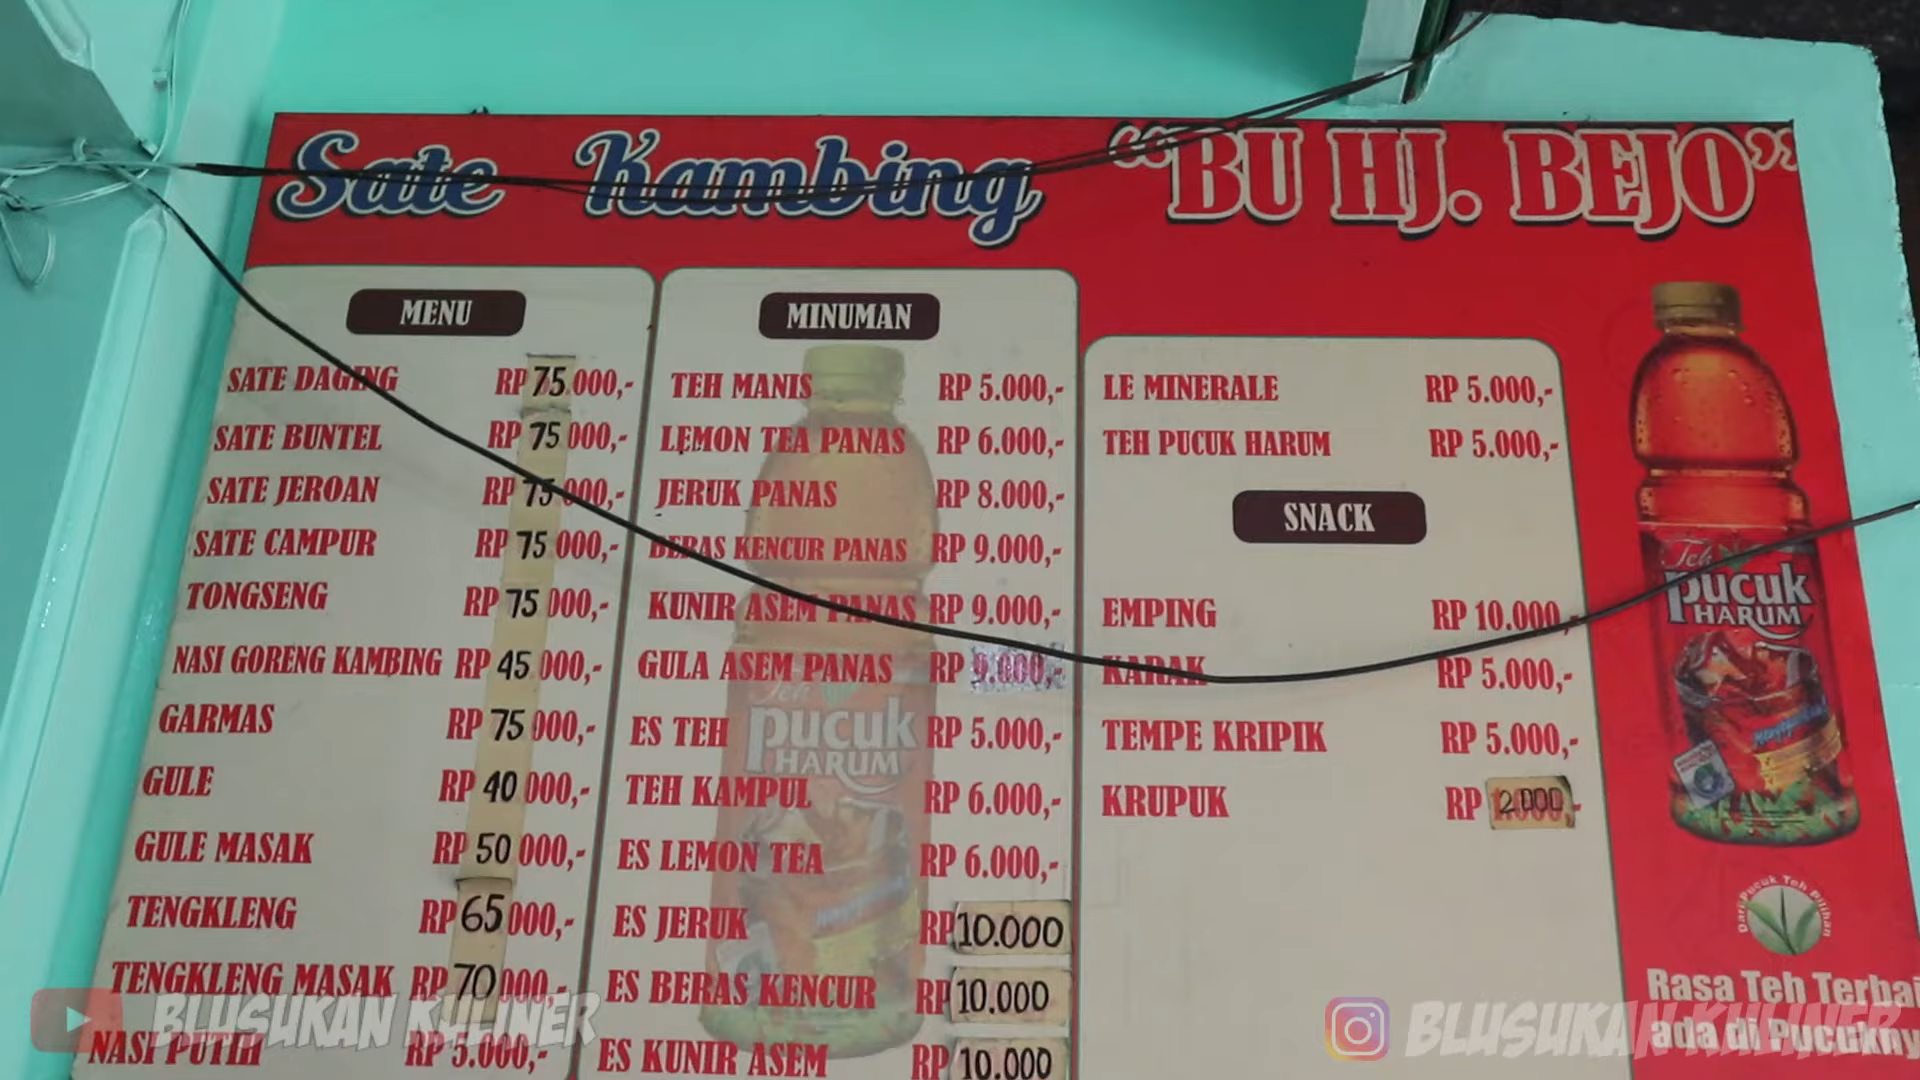 Sate Kambing "BU HJ. BEJO"
MENU
SATE DAGING RP 75.000,-
SATE BUNTEL RP 75.000,-
SATE JEROAN RP 75.000,-
SATE CAMPUR RP 75.000,-
TONGSENG RP 75.000,-
NASI GORENG KAMBING RP 45.000,-
GARMAS RP 75.000,-
GULE RP 40.000,-
GULE MASAK RP 50.000,-
TENGKLENG RP 65.000,-
TENGKLENG MASAK RP 70.000,-
NASI PUTIH RP 5.000,-
MINUMAN
TEH MANIS RP 5.000,-
LEMON TEA PANAS RP 6.000,-
JERUK PANAS RP 8.000,-
BERAS KENCUR PANAS RP 9.000,-
KUNIR ASEM PANAS RP 9.000,-
GULA ASEM PANAS RP 9.000,-
ES TEH RP 5.000,-
TEH KAMPUL RP 6.000,-
ES LEMON TEA RP 6.000,-
ES JERUK RP 10.000
ES BERAS KENCUR RP 10.000
ES KUNIR ASEM RP 10.000
Teh
pucuk
HARUM
LE MINERALE RP 5.000,-
TEH PUCUK HARUM RP 5.000,-
SNACK
EMPING RP 10.000,-
KARAK RP 5.000,-
TEMPE KRIPIK RP 5.000,-
KRUPUK RP 2.000,-
Teh
pucuk
HARUM
Dari Pucuk Teh Pilihan
Rasa Teh Terbai
ada di Pucukny
BLUSUKAN KULINER
BLUSUKAN KULINER